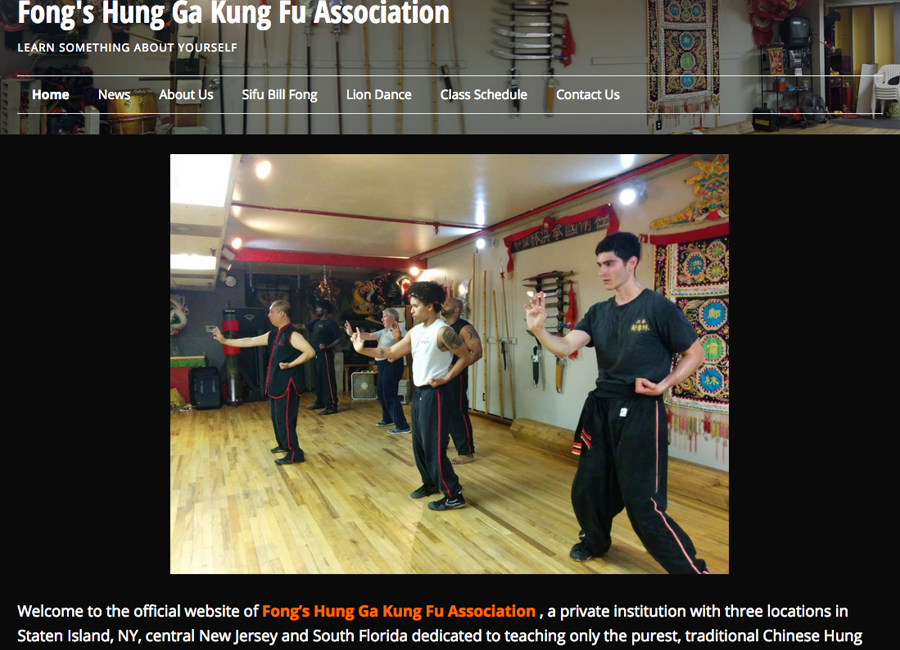 Fong's Hung Ga Kung Fu Association
LEARN SOMETHING ABOUT YOURSELF
Home News About Us Sifu Bill Fong Lion Dance Class Schedule Contact Us
Welcome to the official website of Fong’s Hung Ga Kung Fu Association , a private institution with three locations in
Staten Island, NY, central New Jersey and South Florida dedicated to teaching only the purest, traditional Chinese Hung